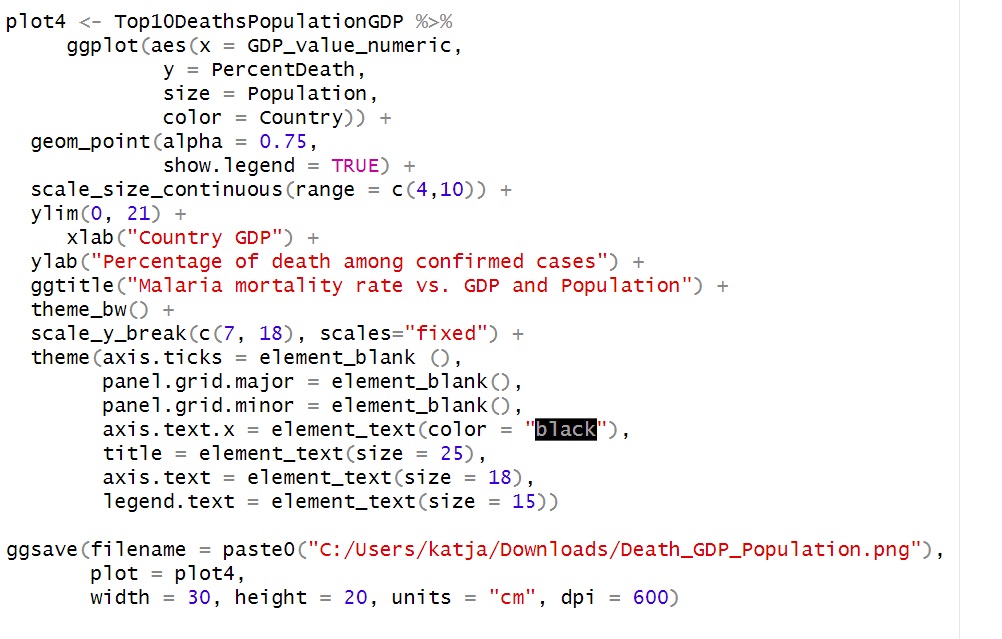 plot4 <- Top10DeathsPopulationGDP %>%
     ggplot(aes(x = GDP_value_numeric,
             y = PercentDeath,
             size = Population,
             color = Country)) +
  geom_point(alpha = 0.75,
             show.legend = TRUE) +
  scale_size_continuous(range = c(4,10)) +
  ylim(0, 21) +
     xlab("Country GDP") +
  ylab("Percentage of death among confirmed cases") +
  ggtitle("Malaria mortality rate vs. GDP and Population") +
  theme_bw() +
  scale_y_break(c(7, 18), scales="fixed") +
  theme(axis.ticks = element_blank (),
        panel.grid.major = element_blank(),
        panel.grid.minor = element_blank(),
        axis.text.x = element_text(color = "black"),
        title = element_text(size = 25),
        axis.text = element_text(size = 18),
        legend.text = element_text(size = 15))

ggsave(filename = paste0("C:/Users/katja/Downloads/Death_GDP_Population.png"),
       plot = plot4,
       width = 30, height = 20, units = "cm", dpi = 600)